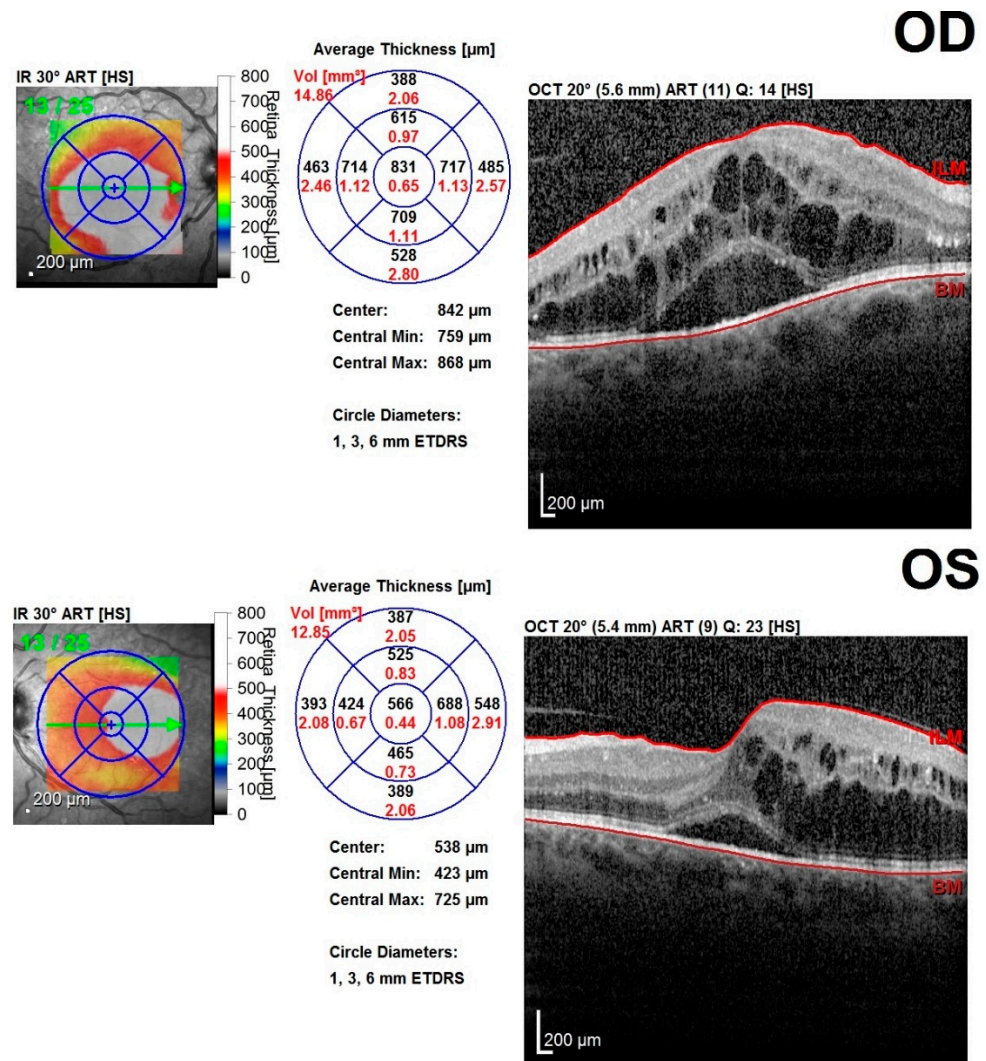 OD
Average Thickness [µm]
IR 30° ART [HS]
13 / 25
200 µm
800
700
600
500
400
300
200
100
0
Retina Thickness [µm]
Vol [mm³]
14.86
388
2.06
615
0.97
463 714 831 717 485
2.46 1.12 0.65 1.13 2.57
709
1.11
528
2.80
Center: 842 µm
Central Min: 759 µm
Central Max: 868 µm
Circle Diameters:
1, 3, 6 mm ETDRS
OCT 20° (5.6 mm) ART (11) Q: 14 [HS]
ILM
BM
200 µm
OS
Average Thickness [µm]
IR 30° ART [HS]
13 / 25
200 µm
800
700
600
500
400
300
200
100
0
Retina Thickness [µm]
Vol [mm³]
12.85
387
2.05
525
0.83
393 424 566 688 548
2.08 0.67 0.44 1.08 2.91
465
0.73
389
2.06
Center: 538 µm
Central Min: 423 µm
Central Max: 725 µm
Circle Diameters:
1, 3, 6 mm ETDRS
OCT 20° (5.4 mm) ART (9) Q: 23 [HS]
ILM
BM
200 µm